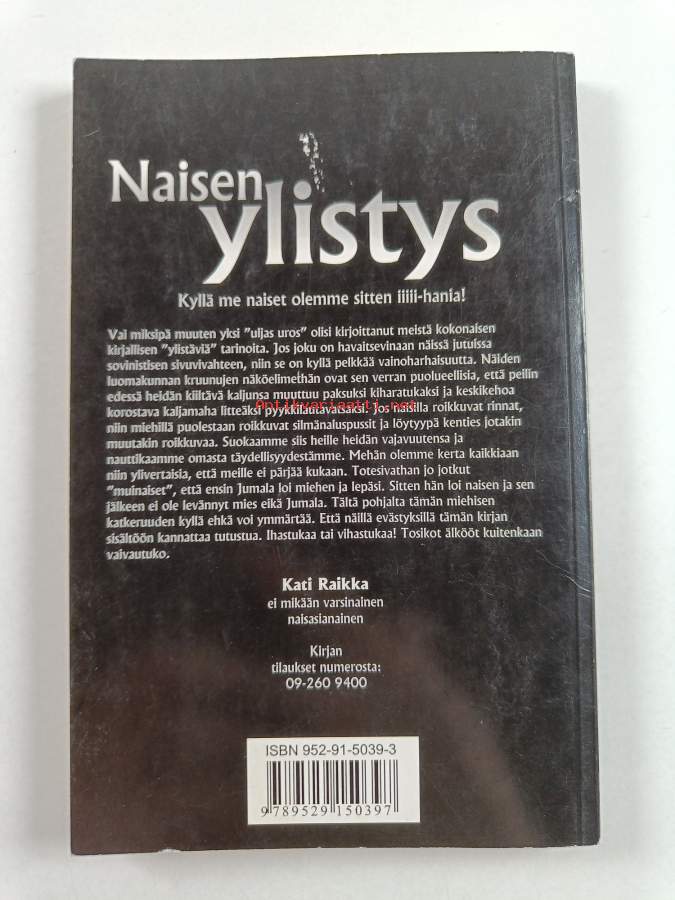 Naisen
ylistys
Kyllä me naiset olemme sitten iiiii-hania!
Vai miksipä muuten yksi "uljas uros" olisi kirjoittanut meistä kokonaisen
kirjallisen "ylistäviä" tarinoita. Jos joku on havaitsevinaan näissä jutuissa
sovinistisen sivuvivahteen, niin se on kyllä pelkkää vainoharhaisuutta. Näiden
luomakunnan kruunujen näköelimethän ovat sen verran puolueellisia, että peilin
edessä heidän kiiltävä kaljunsa muuttuu paksuksi kiharatukaksi ja keskikehoa
korostava kaljamaha litteäksi pyykkilautavatsaksi! Jos naisilla roikkuvat rinnat,
niin miehillä puolestaan roikkuvat silmänaluspussit ja löytyypä kenties jotakin
muutakin roikkuvaa. Suokaamme siis heille heidän vajavuutensa ja
nauttikaamme omasta täydellisyydestämme. Mehän olemme kerta kaikkiaan
niin ylivertaisia, että meille ei pärjää kukaan. Totesivathan jo jotkut
"muinaiset", että ensin Jumala loi miehen ja lepäsi. Sitten hän loi naisen ja sen
jälkeen ei ole levännyt mies eikä Jumala. Tältä pohjalta tämän miehisen
katkeruuden kyllä ehkä voi ymmärtää. Että näillä evästyksillä tämän kirjan
sisältöön kannattaa tutustua. Ihastukaa tai vihastukaa! Tosikot älkööt kuitenkaan
vaivautuko.
Kati Raikka
ei mikään varsinainen
naisasianainen
Kirjan
tilaukset numerosta:
09-260 9400
ISBN 952-91-5039-3
9 789529 150397
Antikvariaatti.net